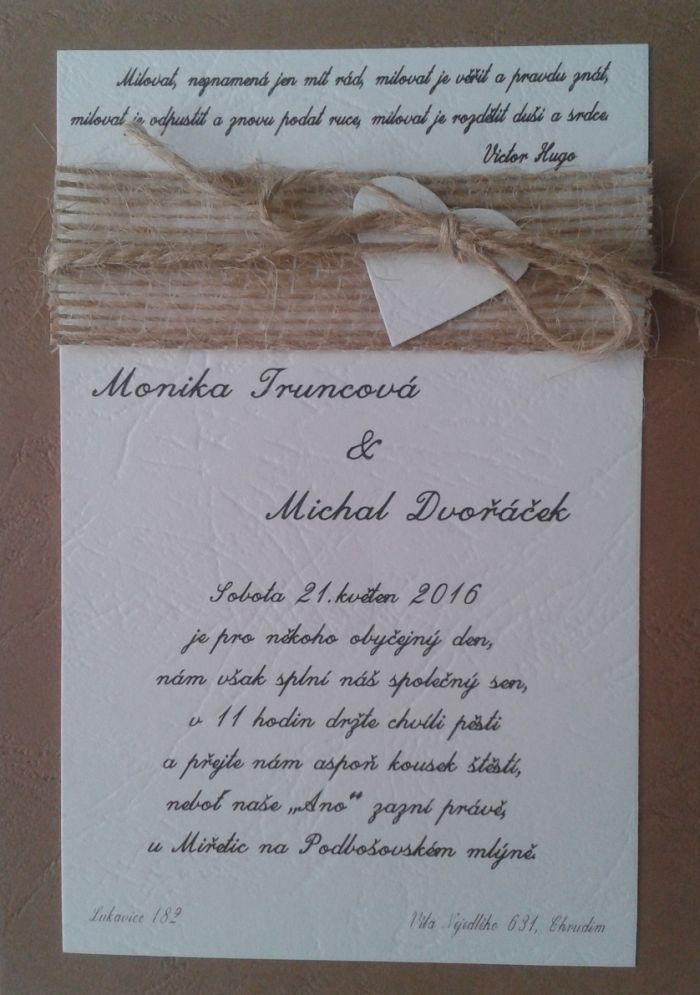 Milovat, neznamená jen mít rád, milovat je věřit a pravdu znát,
milovat je odpustit a znovu podat ruce, milovat je rozdělit duši a srdce.
Victor Hugo
Monika Truncová
&
Michal Dvořáček
Sobota 21.květen 2016
je pro někoho obyčejný den,
nám však splní náš společný sen,
v 11 hodin držte chvíli pěsti
a přejte nám aspoň kousek štěstí,
neboť naše „Ano“ zazní právě,
u Miřetic na Podbošovském mlýně.
Lukavice 182
Víta Nejedlého 631, Chrudim